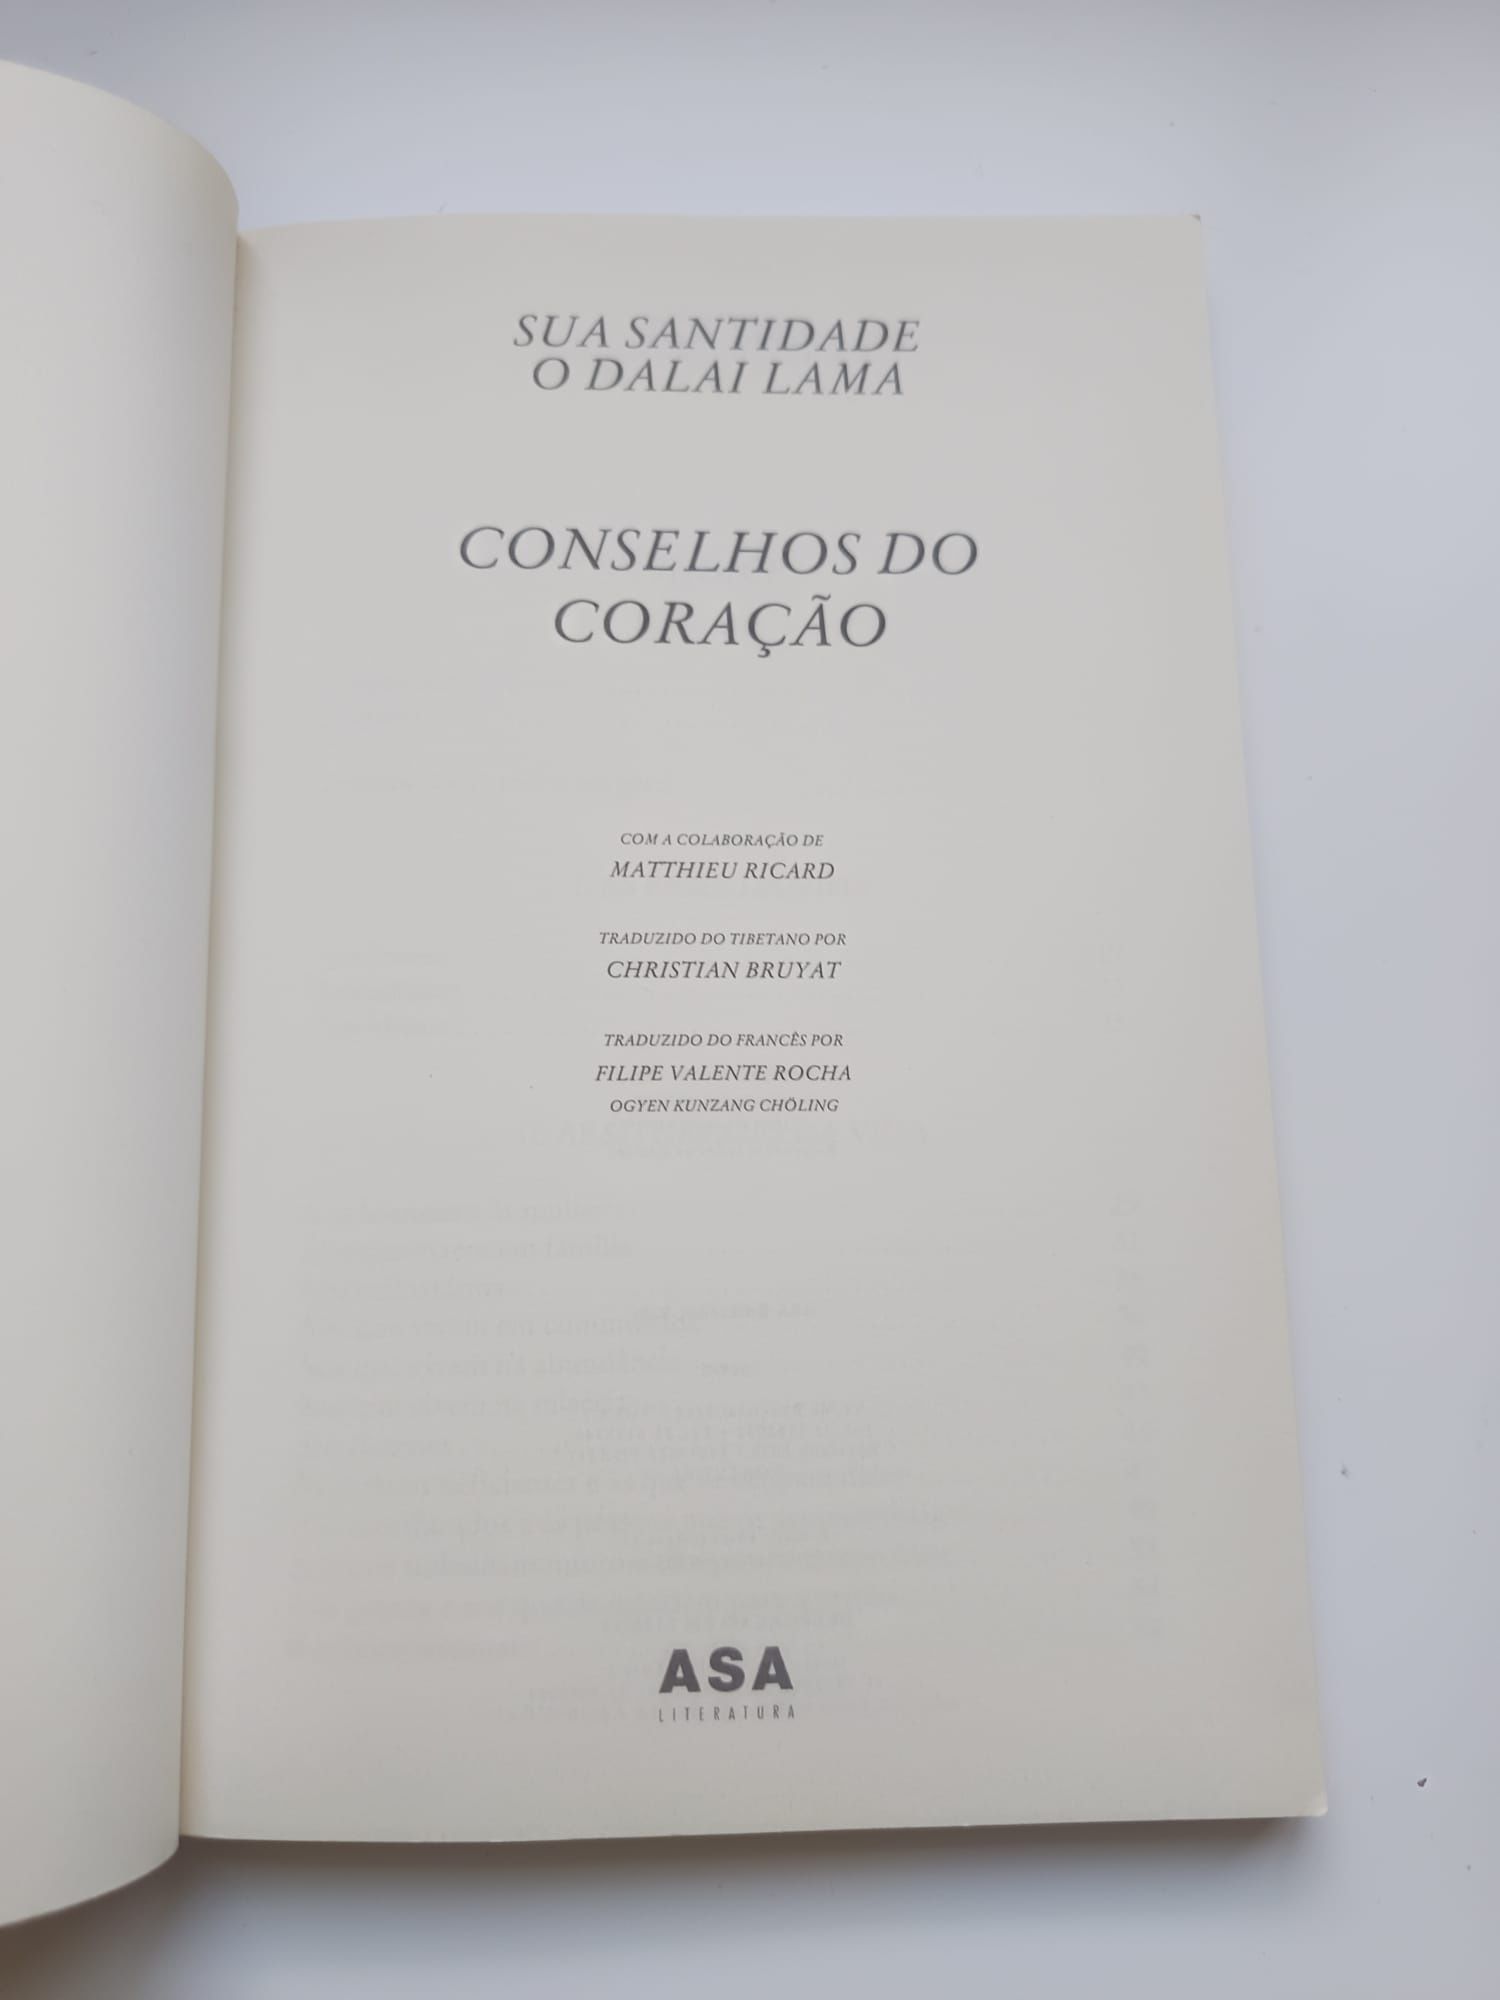 SUA SANTIDADE
O DALAI LAMA
CONSELHOS DO
CORAÇÃO
COM A COLABORAÇÃO DE
MATTHIEU RICARD
TRADUZIDO DO TIBETANO POR
CHRISTIAN BRUYAT
TRADUZIDO DO FRANCÊS POR
FILIPE VALENTE ROCHA
OGYEN KUNZANG CHÖLING
ASA
LITERATURA